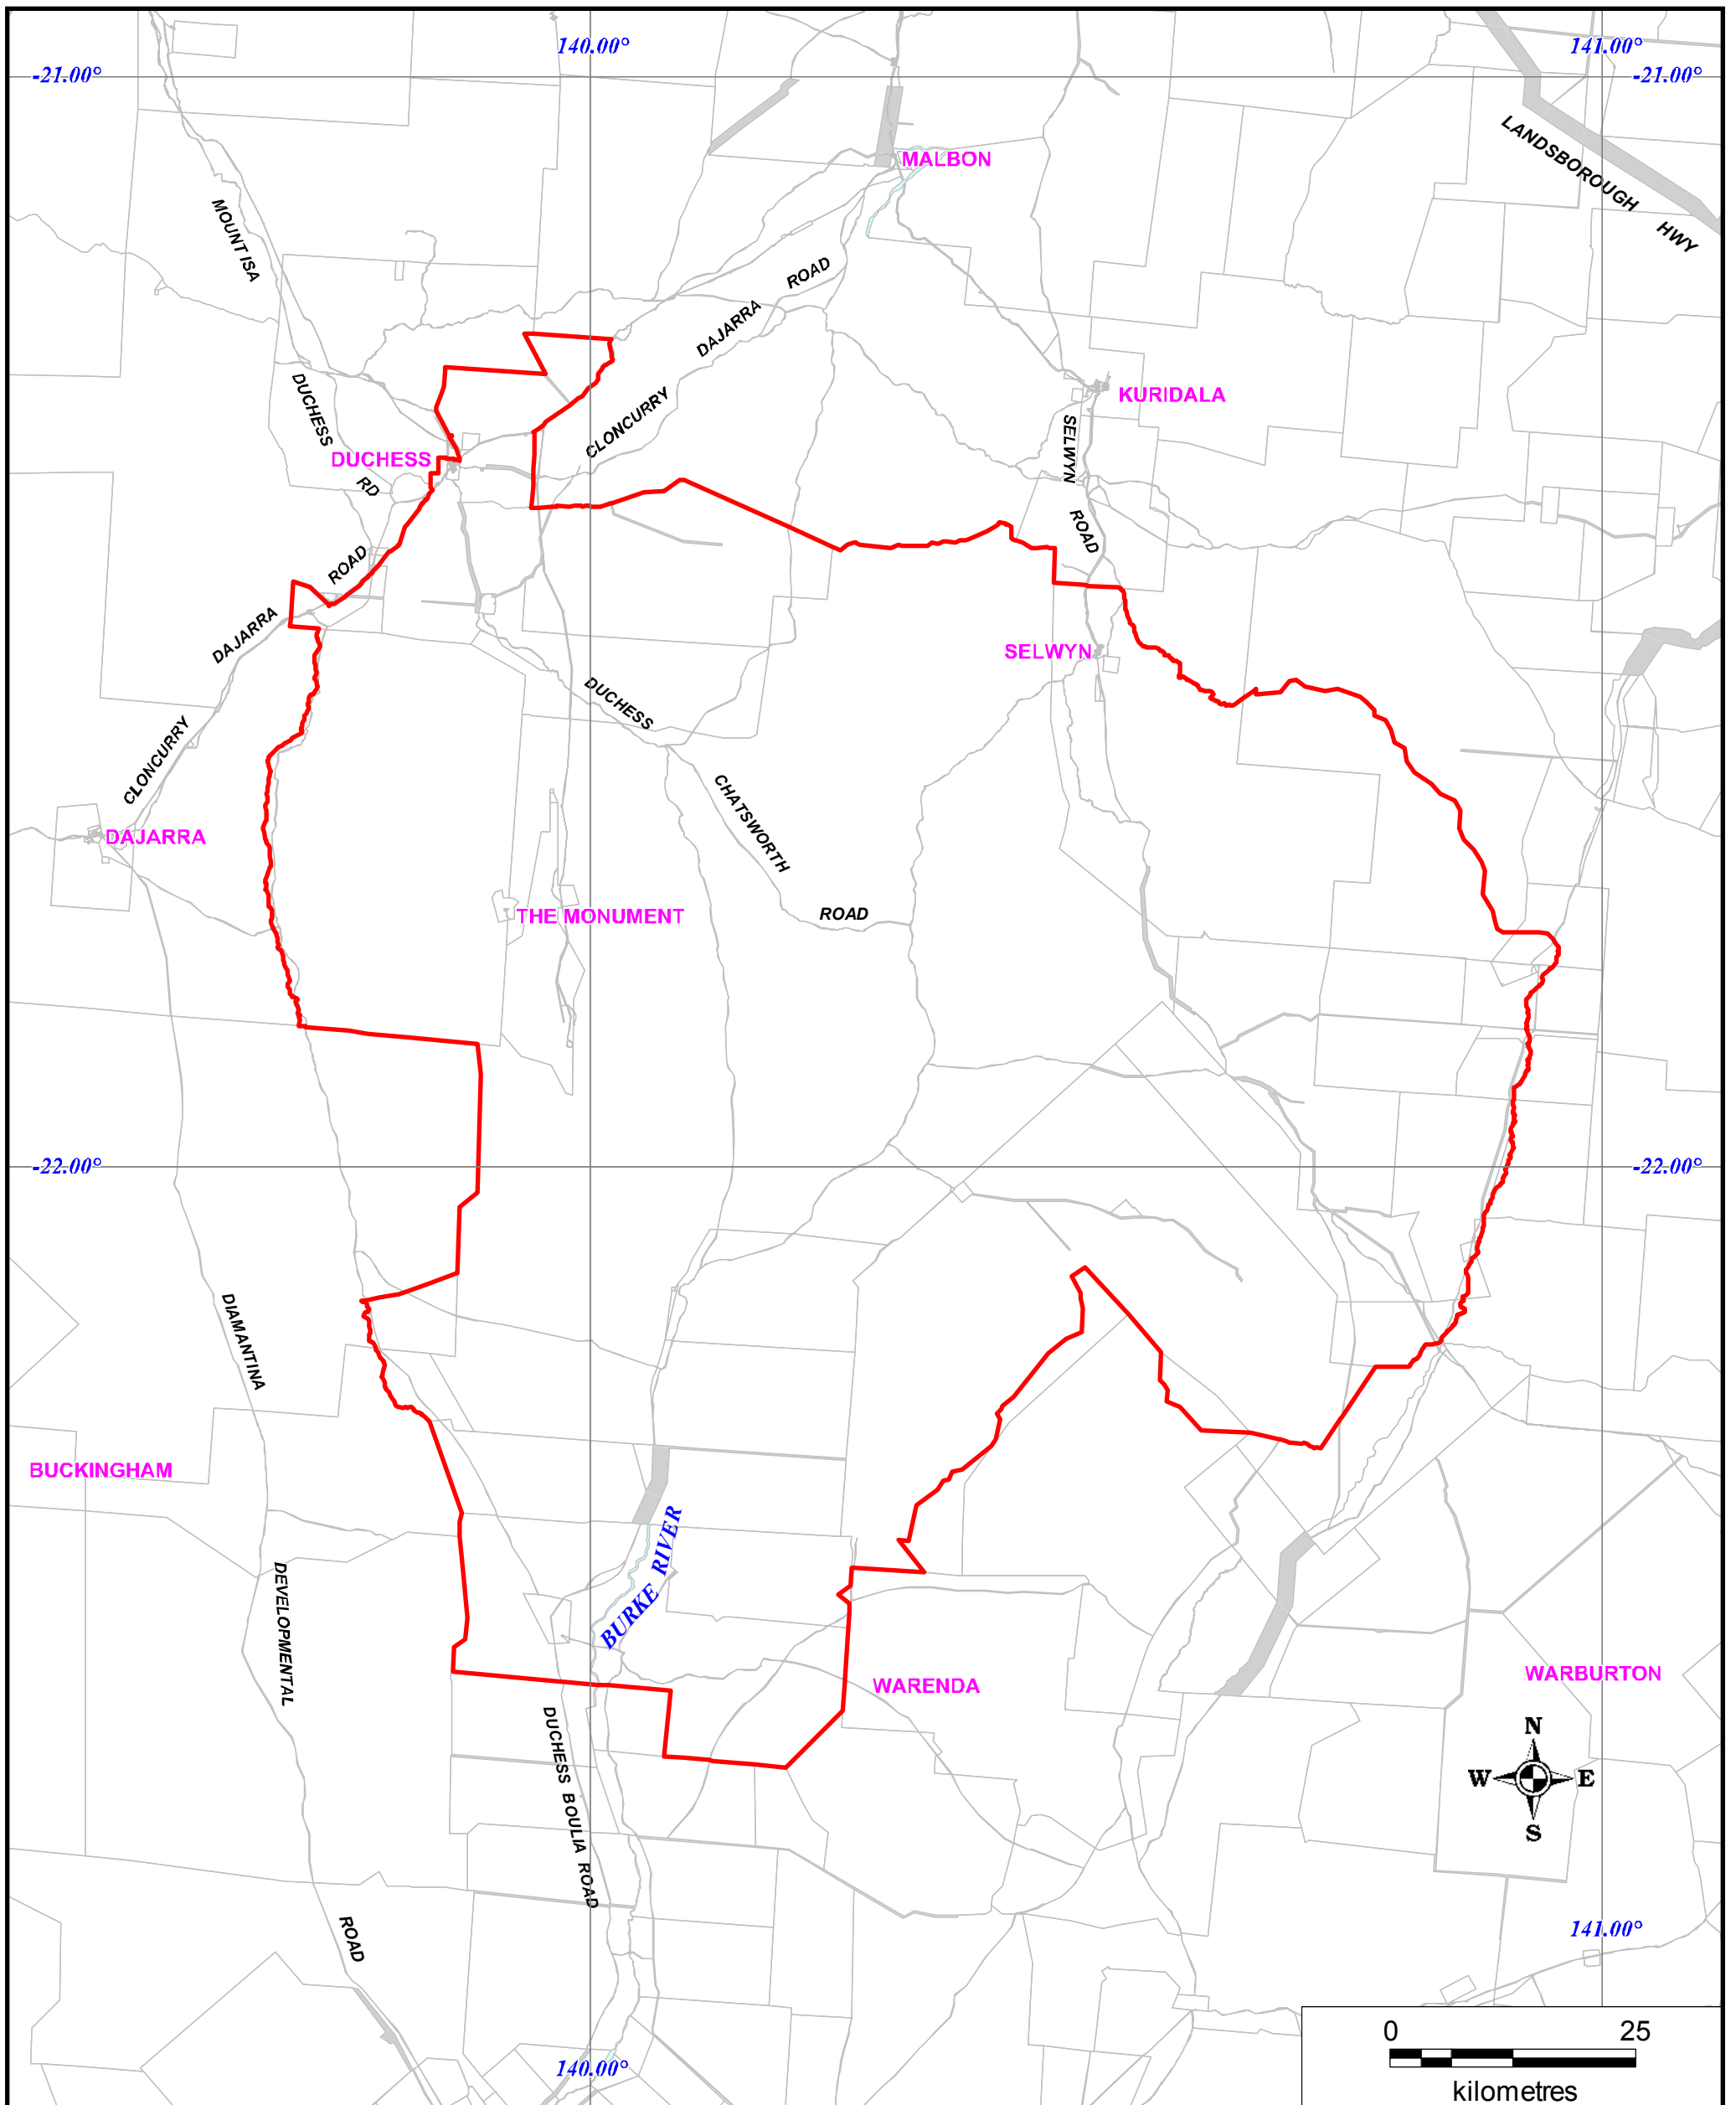 140.00°
141.00°
-21.00°
-21.00°
LANDSBOROUGH
HWY
MALBON
MOUNT ISA
ROAD
DAJARRA
CLONCURRY
DUCHESS
RD
KURIDALA
SELWYN
ROAD
DUCHESS
ROAD
DAJARRA
CLONCURRY
SELWYN
DUCHESS
CHATSWORTH
ROAD
DAJARRA
THE MONUMENT
-22.00°
-22.00°
DIAMANTINA
BUCKINGHAM
BURKE RIVER
DEVELOPMENTAL
WARENDA
WARBURTON
DUCHESS BOULIA ROAD
N
W
E
S
ROAD
141.00°
140.00°
0
25
kilometres